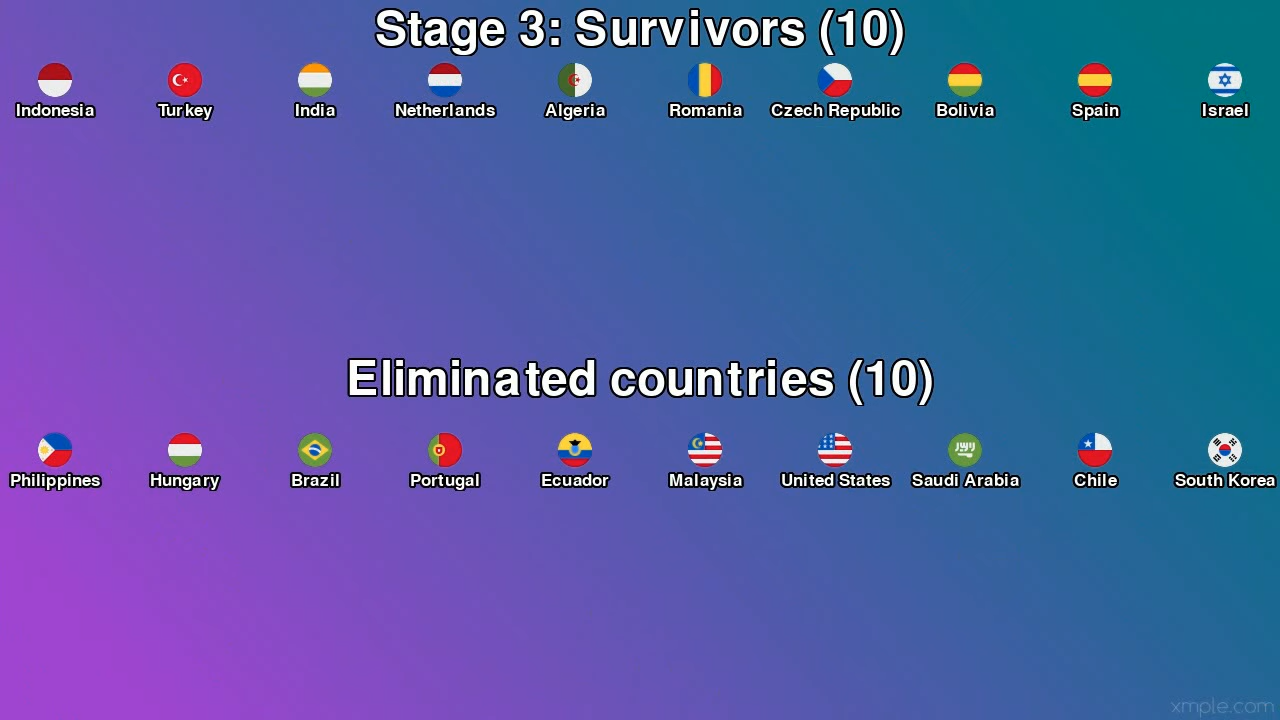 Stage 3: Survivors (10)
Indonesia Turkey India Netherlands Algeria Romania Czech Republic Bolivia Spain Israel
Eliminated countries (10)
Philippines Hungary Brazil Portugal Ecuador Malaysia United States Saudi Arabia Chile South Korea
xmple.com